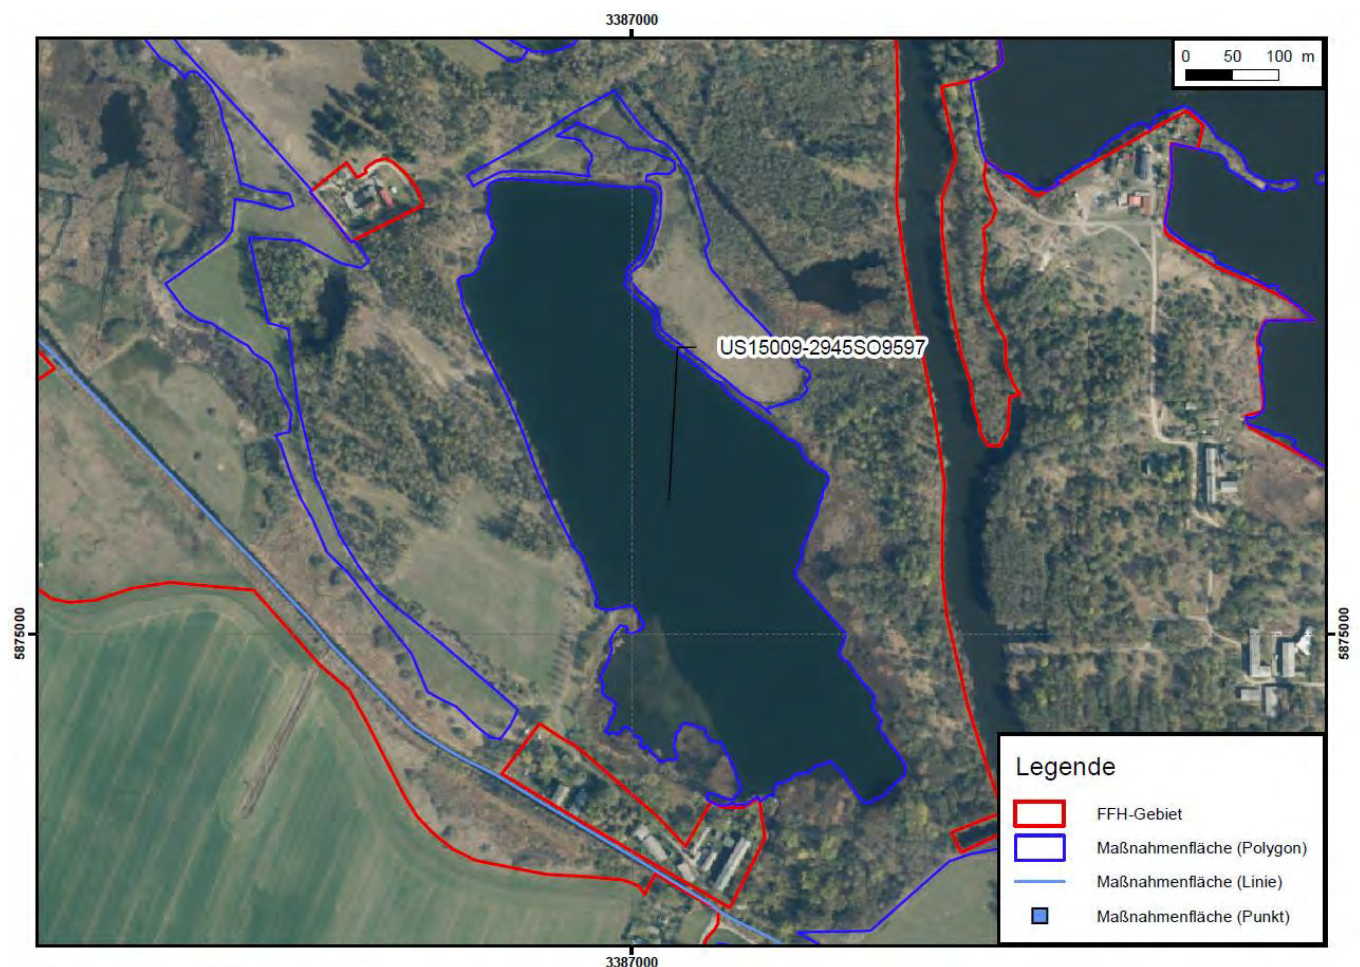 3387000
0 50 100 m
US15009-2945SO9597
5875000
5875000
Legende
FFH-Gebiet
Maßnahmenfläche (Polygon)
Maßnahmenfläche (Linie)
Maßnahmenfläche (Punkt)
3387000